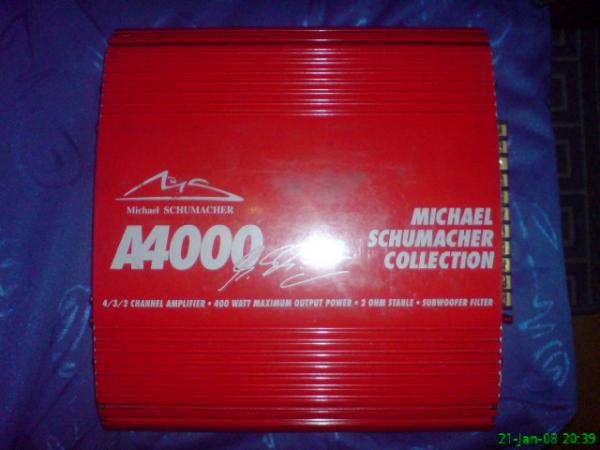 MS
Michael SCHUMACHER
A4000
MICHAEL
SCHUMACHER
COLLECTION
4/3/2 CHANNEL AMPLIFIER • 400 WATT MAXIMUM OUTPUT POWER • 2 OHM STABLE • SUBWOOFER FILTER
21-Jan-08 20:39